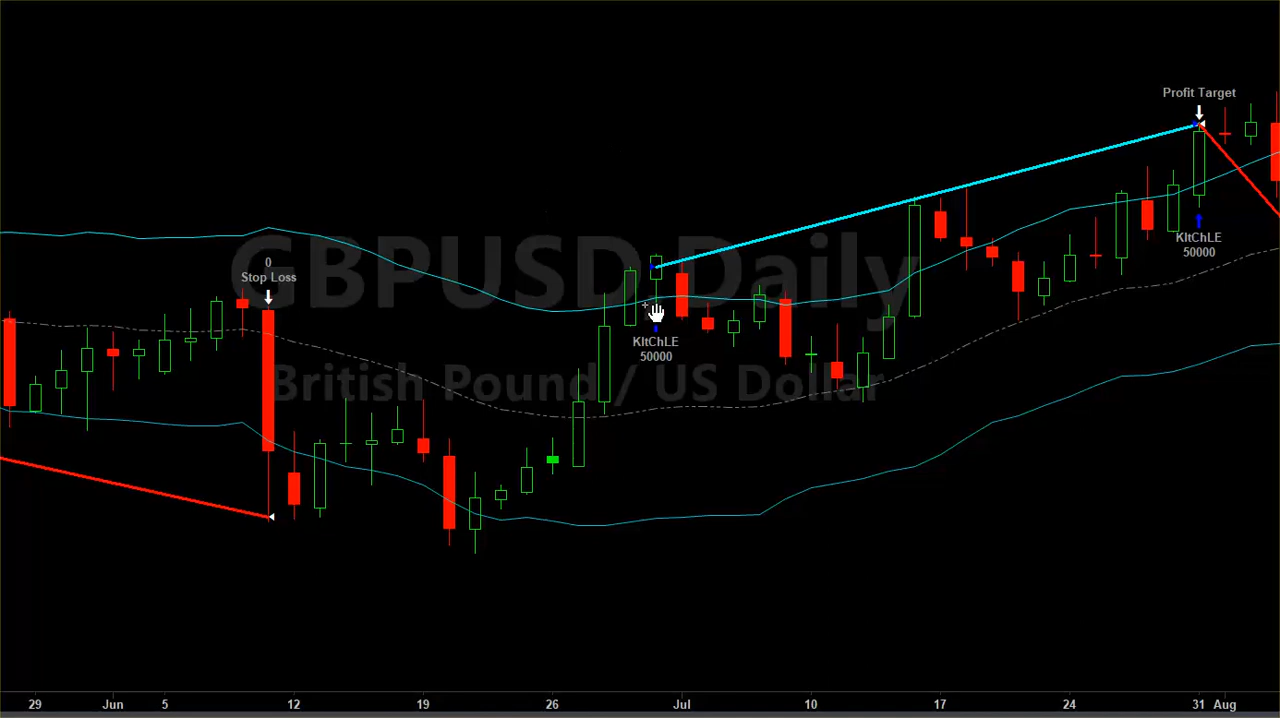 GBPUSD Daily
British Pound / US Dollar
Profit Target
KltChLE
50000
0
Stop Loss
KltChLE
50000
29 Jun 5 12 19 26 Jul 10 17 24 31 Aug